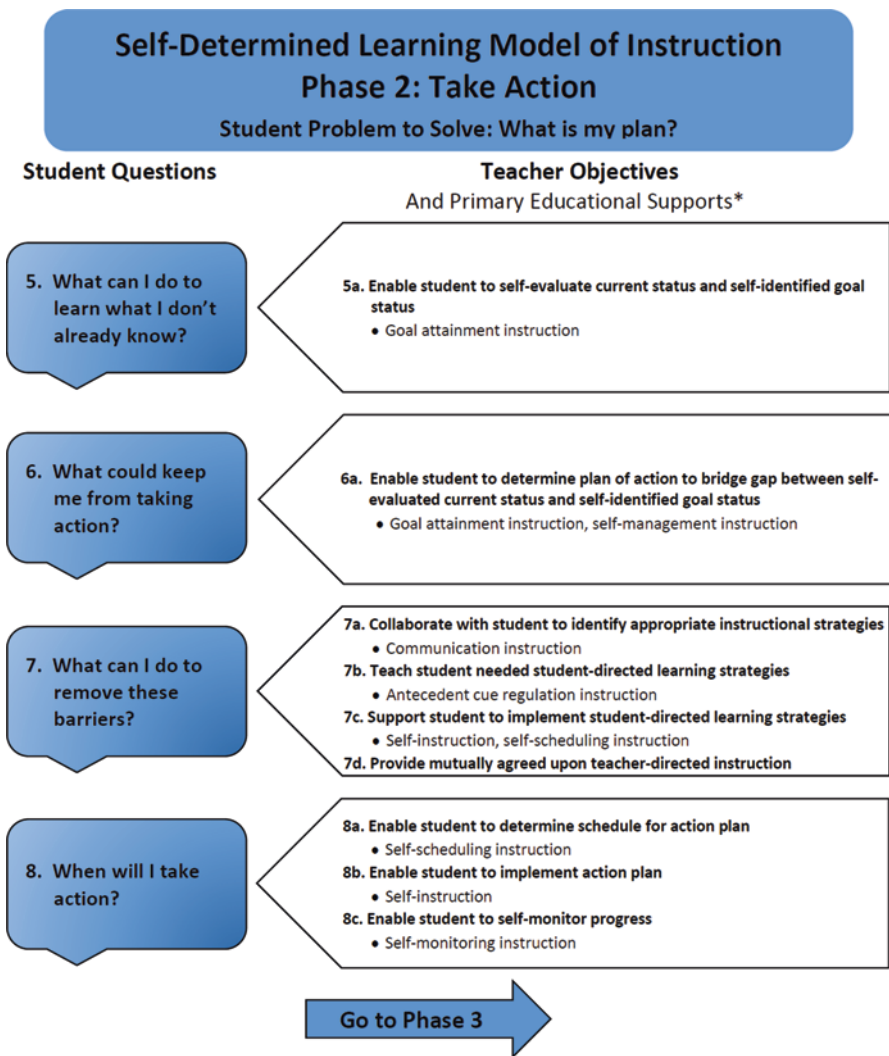 Self-Determined Learning Model of Instruction
Phase 2: Take Action
Student Problem to Solve: What is my plan?
Student Questions
Teacher Objectives
And Primary Educational Supports*
5. What can I do to
learn what I don't
already know?
5a. Enable student to self-evaluate current status and self-identified goal
status
• Goal attainment instruction
6. What could keep
me from taking
action?
6a. Enable student to determine plan of action to bridge gap between self-
evaluated current status and self-identified goal status
• Goal attainment instruction, self-management instruction
7. What can I do to
remove these
barriers?
7a. Collaborate with student to identify appropriate instructional strategies
• Communication instruction
7b. Teach student needed student-directed learning strategies
• Antecedent cue regulation instruction
7c. Support student to implement student-directed learning strategies
• Self-instruction, self-scheduling instruction
7d. Provide mutually agreed upon teacher-directed instruction
8. When will I take
action?
8a. Enable student to determine schedule for action plan
• Self-scheduling instruction
8b. Enable student to implement action plan
• Self-instruction
8c. Enable student to self-monitor progress
• Self-monitoring instruction
Go to Phase 3